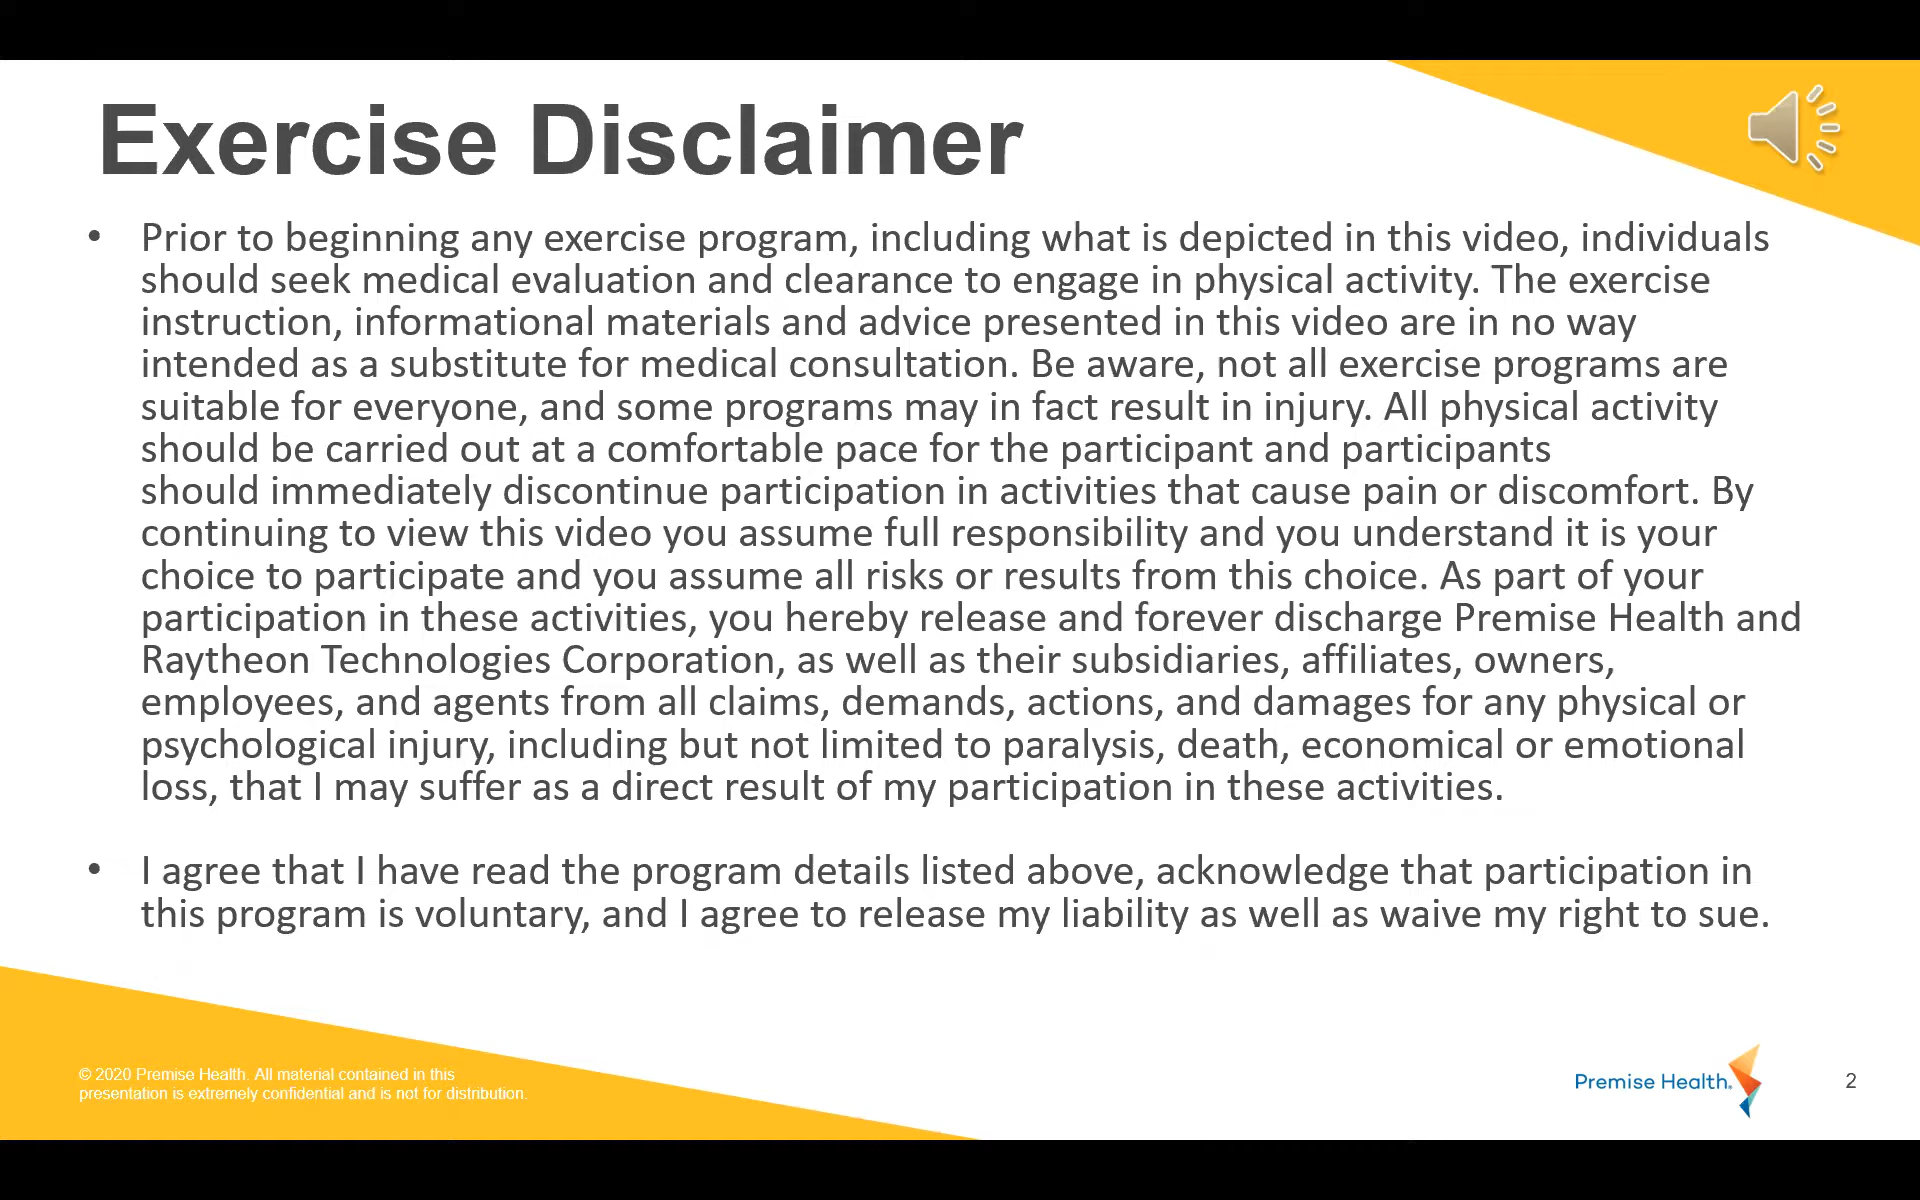 Exercise Disclaimer
• Prior to beginning any exercise program, including what is depicted in this video, individuals
should seek medical evaluation and clearance to engage in physical activity. The exercise
instruction, informational materials and advice presented in this video are in no way
intended as a substitute for medical consultation. Be aware, not all exercise programs are
suitable for everyone, and some programs may in fact result in injury. All physical activity
should be carried out at a comfortable pace for the participant and participants
should immediately discontinue participation in activities that cause pain or discomfort. By
continuing to view this video you assume full responsibility and you understand it is your
choice to participate and you assume all risks or results from this choice. As part of your
participation in these activities, you hereby release and forever discharge Premise Health and
Raytheon Technologies Corporation, as well as their subsidiaries, affiliates, owners,
employees, and agents from all claims, demands, actions, and damages for any physical or
psychological injury, including but not limited to paralysis, death, economical or emotional
loss, that I may suffer as a direct result of my participation in these activities.
• I agree that I have read the program details listed above, acknowledge that participation in
this program is voluntary, and I agree to release my liability as well as waive my right to sue.
© 2020 Premise Health. All material contained in this
presentation is extremely confidential and is not for distribution.
Premise Health.
2